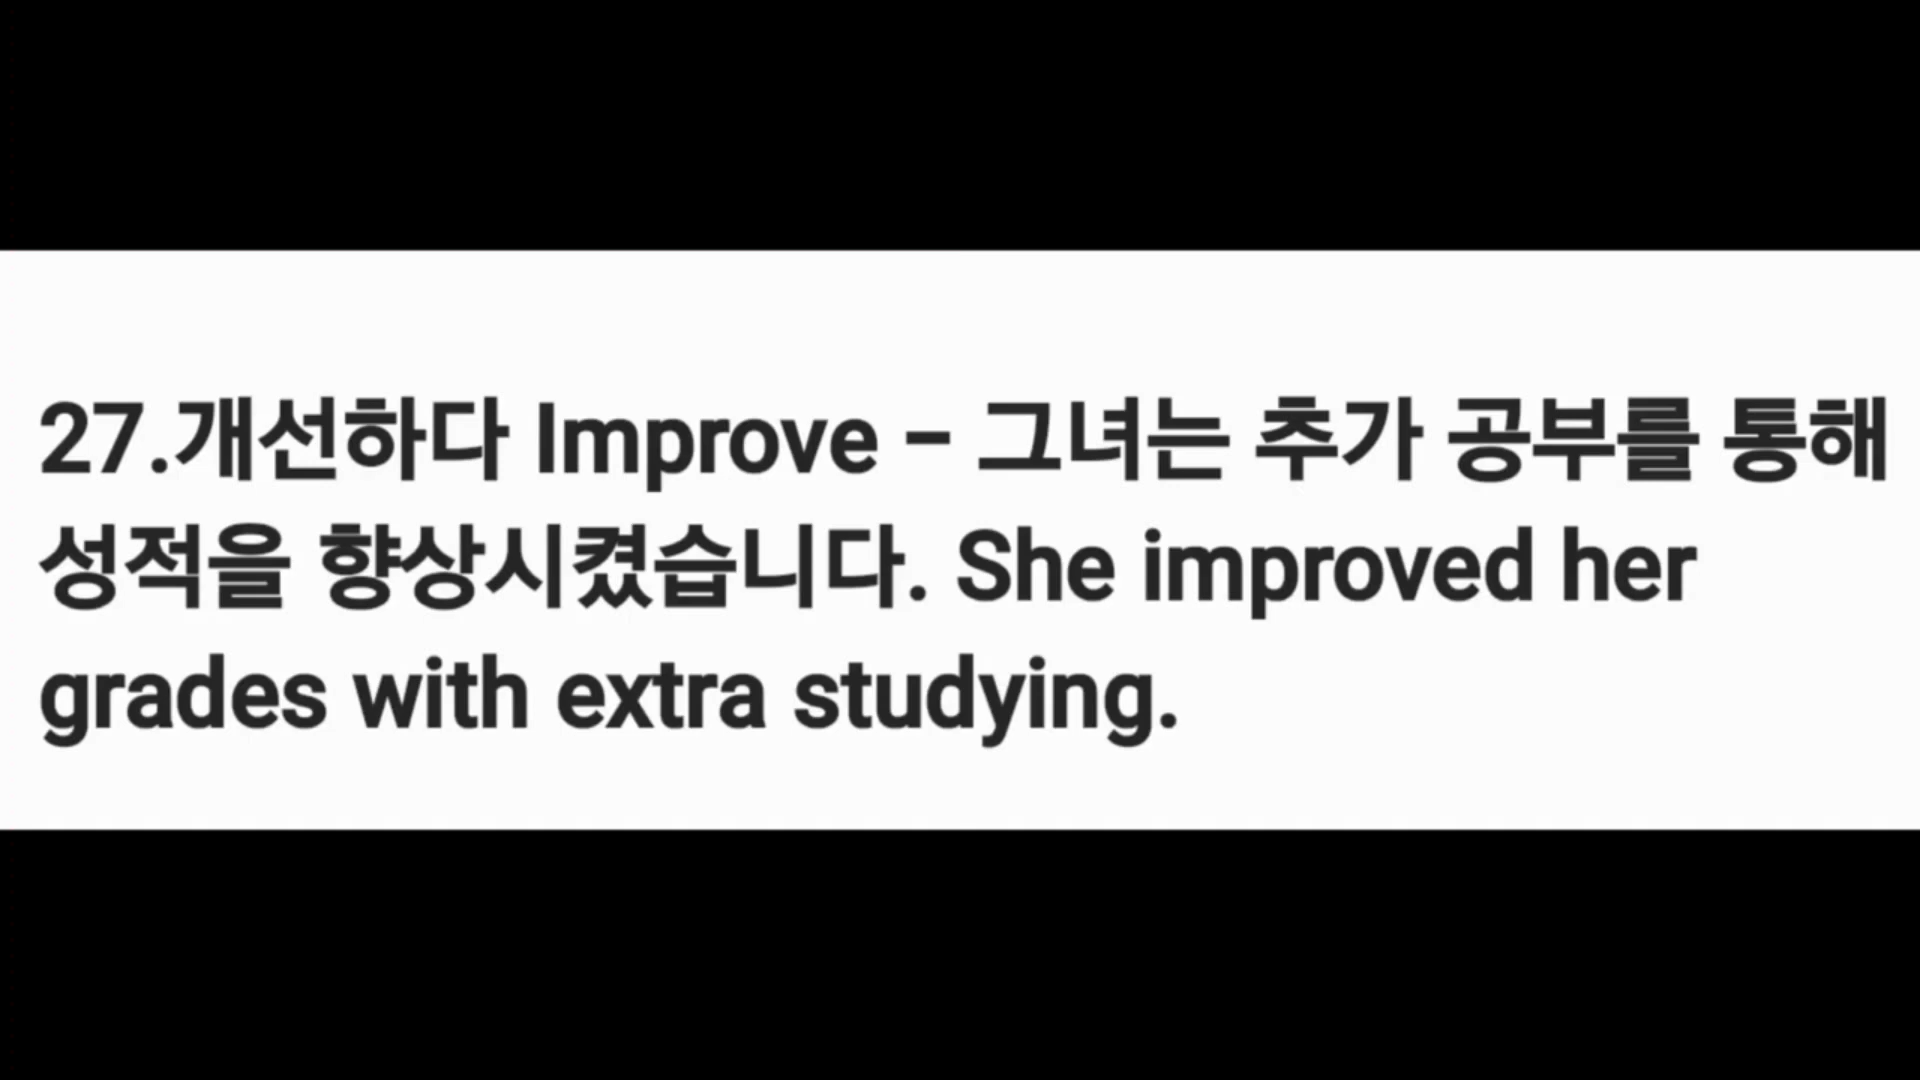 27.개선하다 Improve – 그녀는 추가 공부를 통해
성적을 향상시켰습니다. She improved her
grades with extra studying.